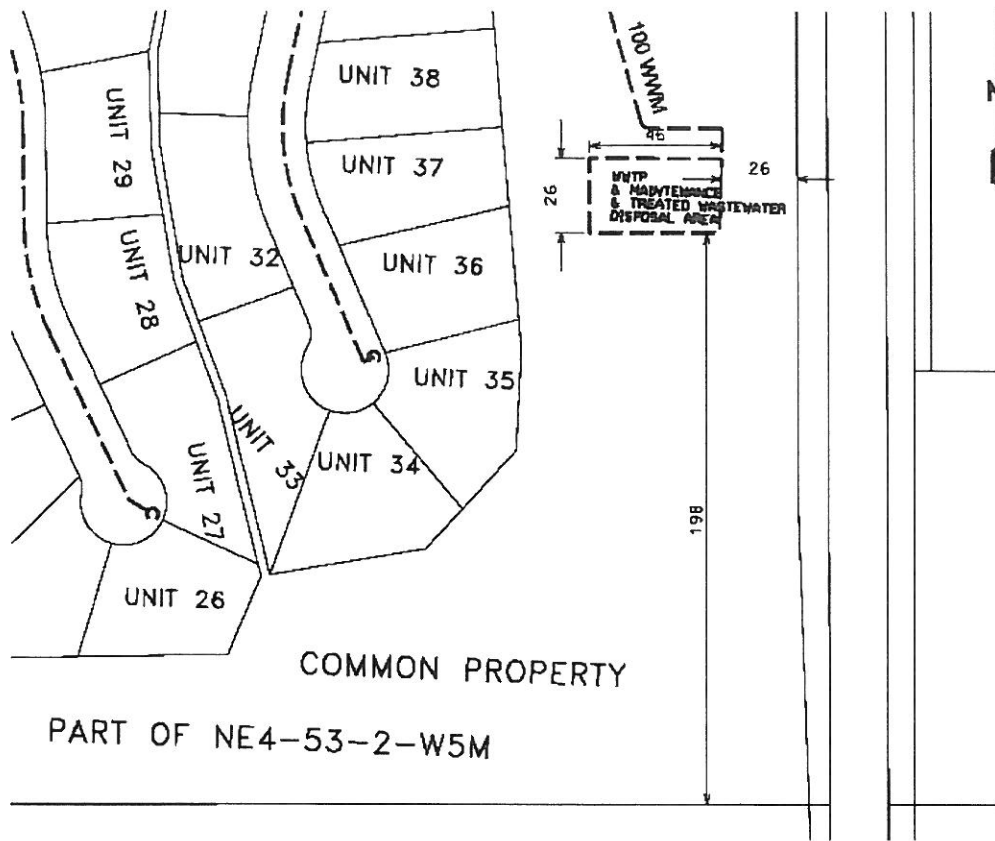 UNIT 38
100 WWM
UNIT 29
46
UNIT 37
26
26
WWTP
& MAINTENANCE
& TREATED WASTEWATER
DISPOSAL AREA
UNIT 32
UNIT 36
UNIT 28
UNIT 35
UNIT 33
UNIT 34
UNIT 27
198
UNIT 26
COMMON PROPERTY
PART OF NE4-53-2-W5M